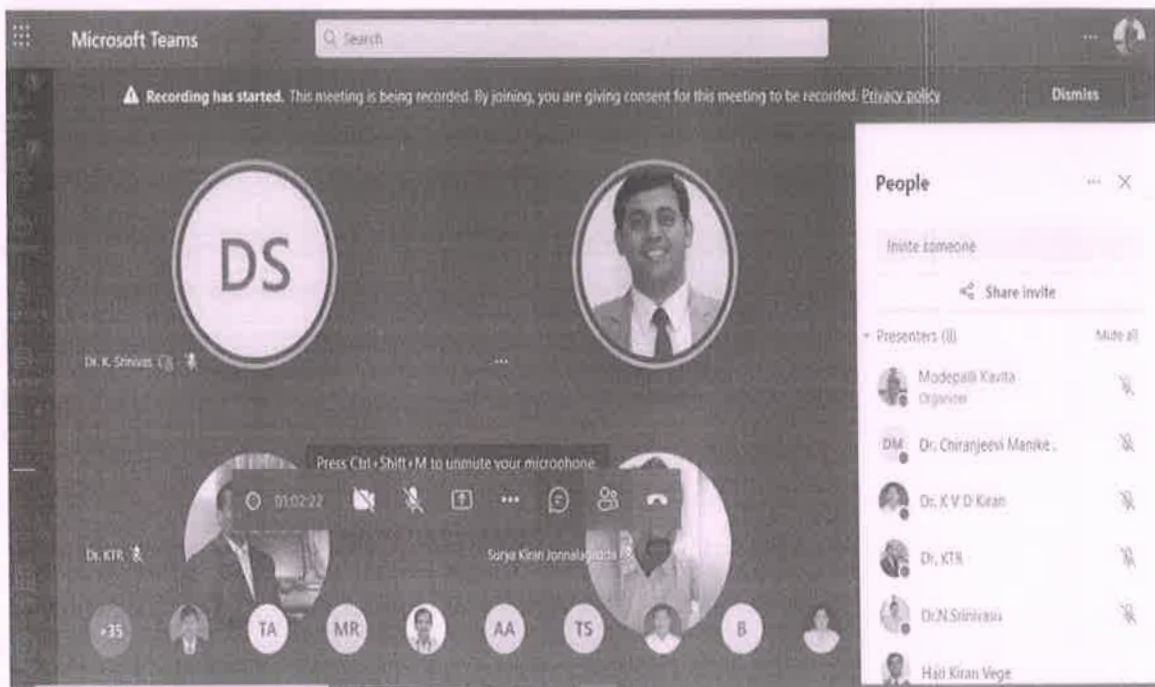 Microsoft Teams
Search
Recording has started. This meeting is being recorded. By joining, you are giving consent for this meeting to be recorded. Privacy policy
Dismiss
People
Invite someone
Share invite
Presenters (8)
Mute all
Modepalli Kavita
Organizer
DM
Dr. Chiranjeevi Manike .
Dr. K V D Kiran
Dr. KTR
Dr.N.Srinivasu
Hari Kiran Vege
DS
Dr. K. Srinivas
Press Ctrl+Shift+M to unmute your microphone.
01:02:22
Dr. KTR
Surya Kiran Jonnalagadda
+35
TA
MR
AA
TS
B